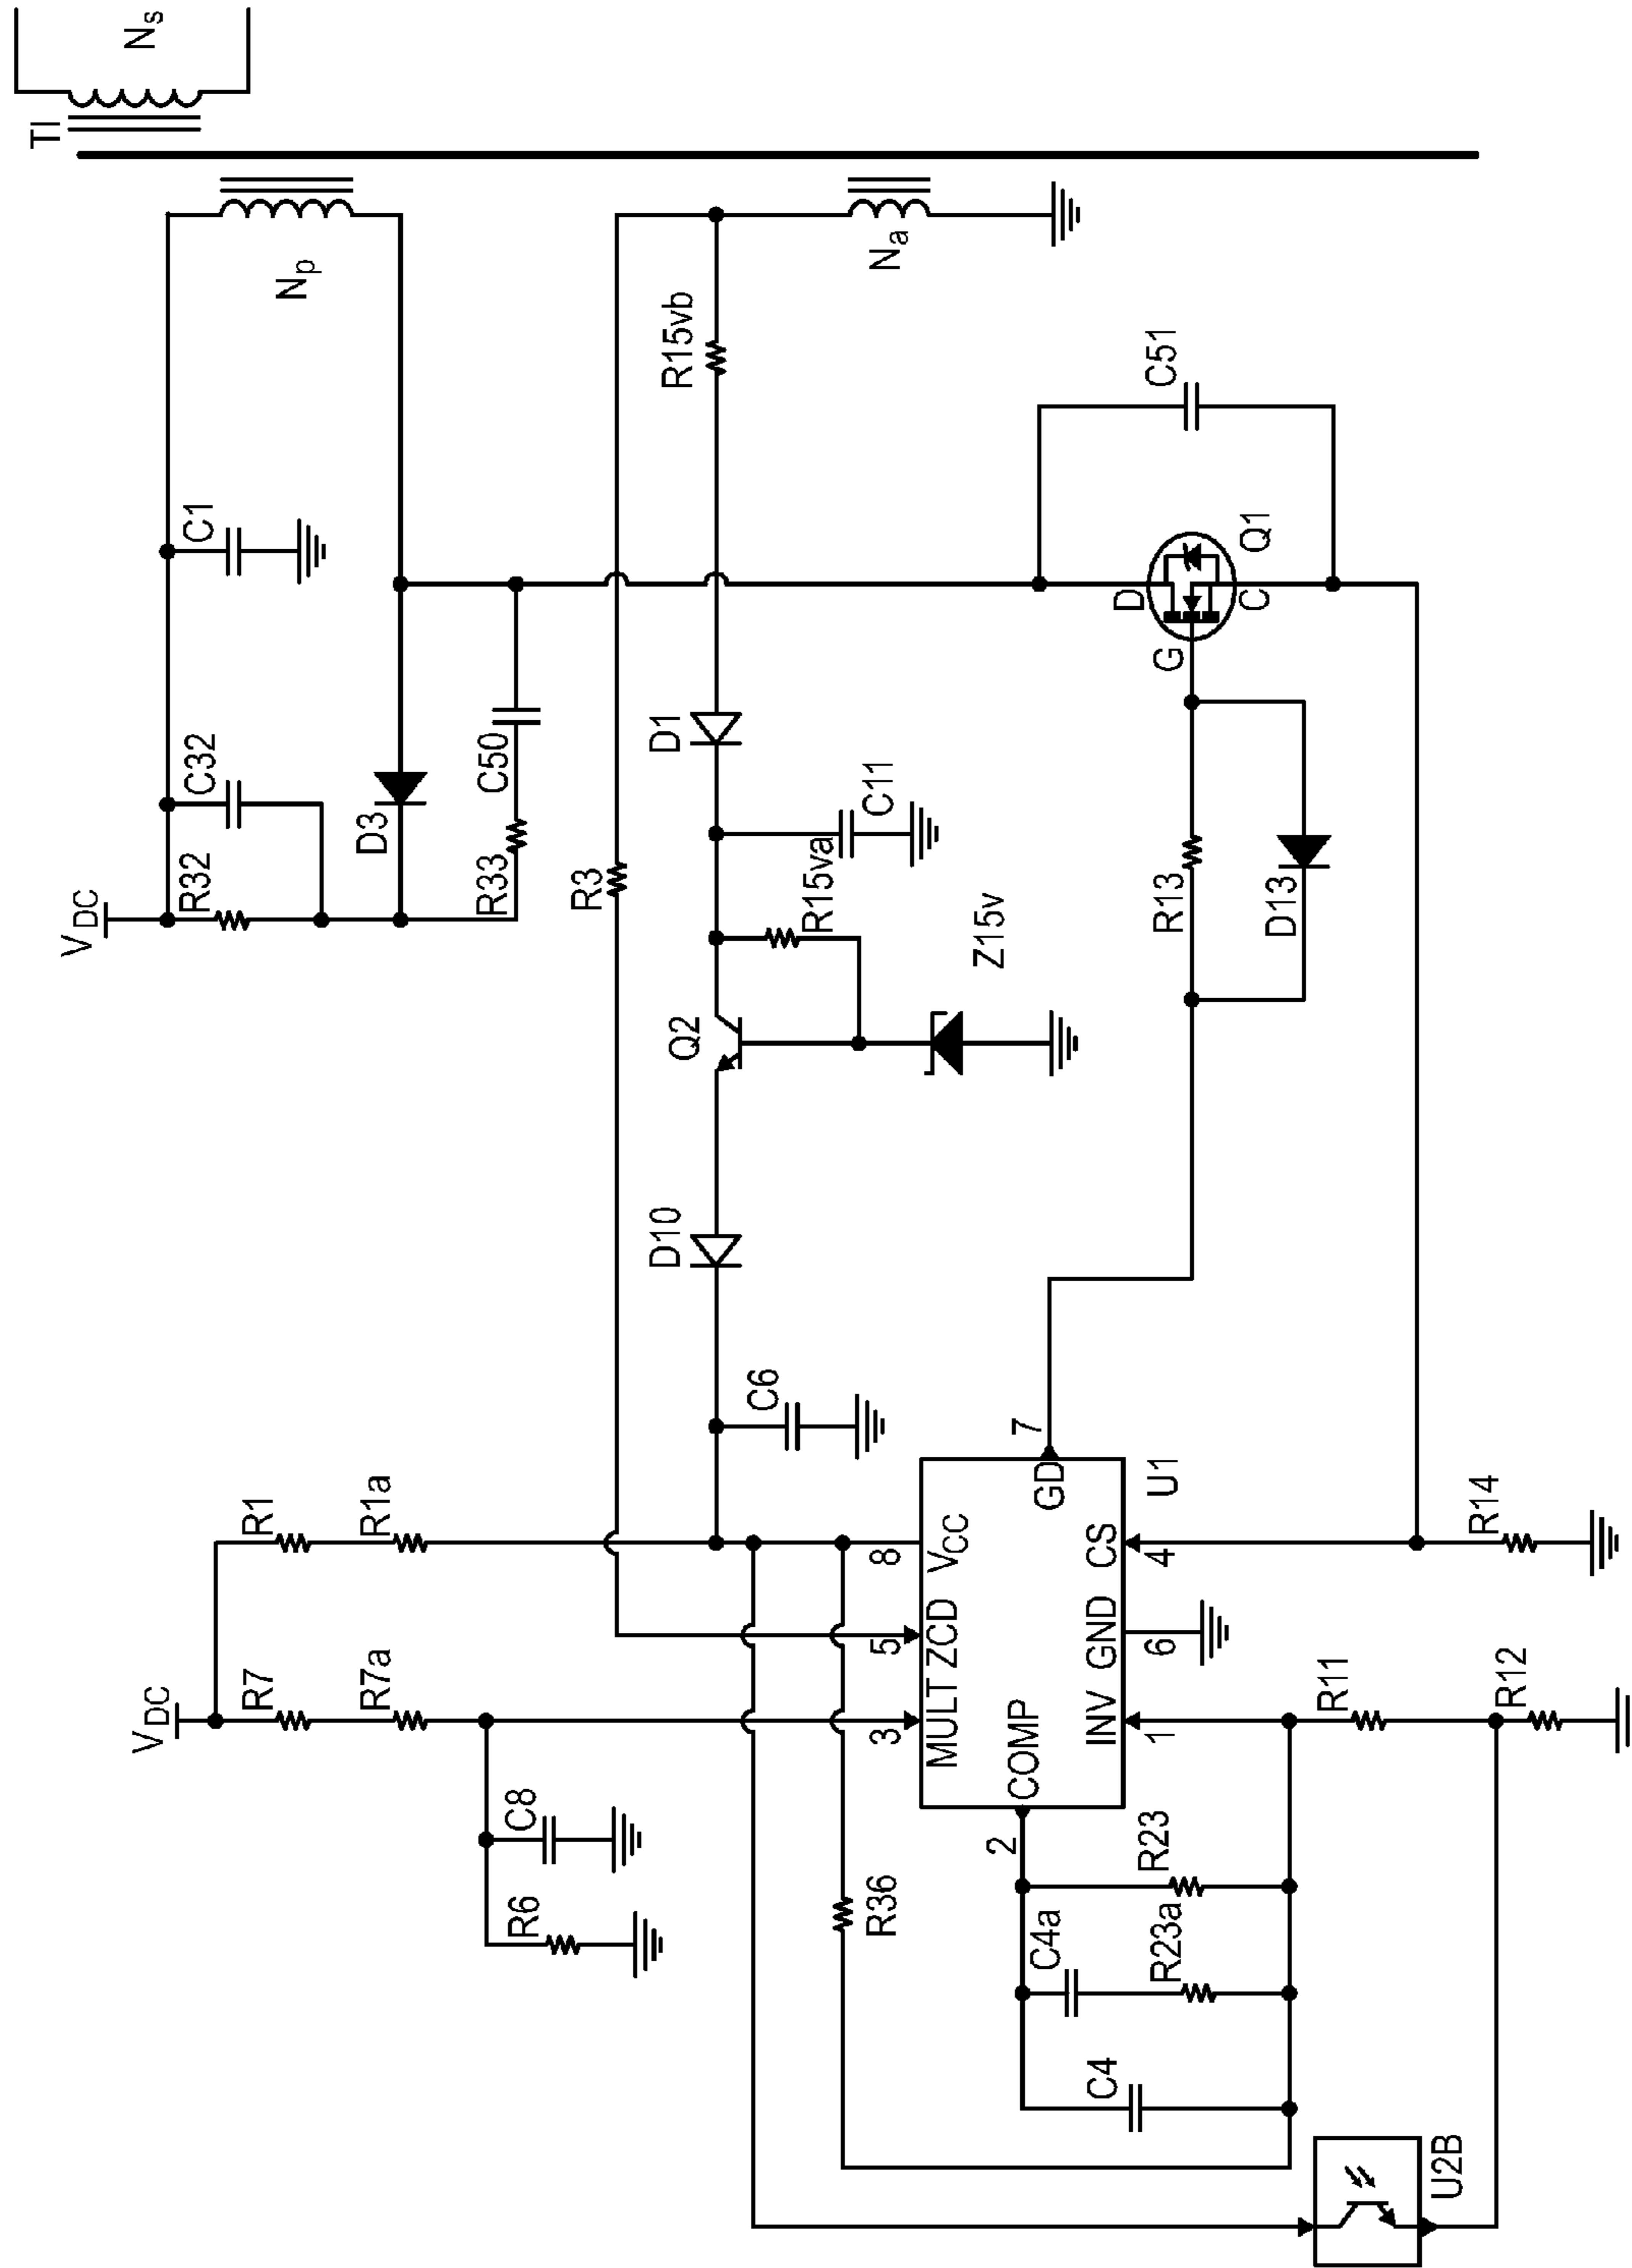 TI
Ns
VDC
Np
C1
C32
R32
D3
C50
R33
R3
R15vb
Na
D1
C11
R15va
Q2
Z15v
D10
C6
C51
D
G
C
Q1
R13
D13
VDC
R1
R1a
R7
R7a
C8
R6
R36
8
5
3
7
VCC
ZCD
MULT
GD
COMP
CS
GND
INV
U1
4
6
1
2
R14
R11
R12
R23
C4a
R23a
C4
U2B